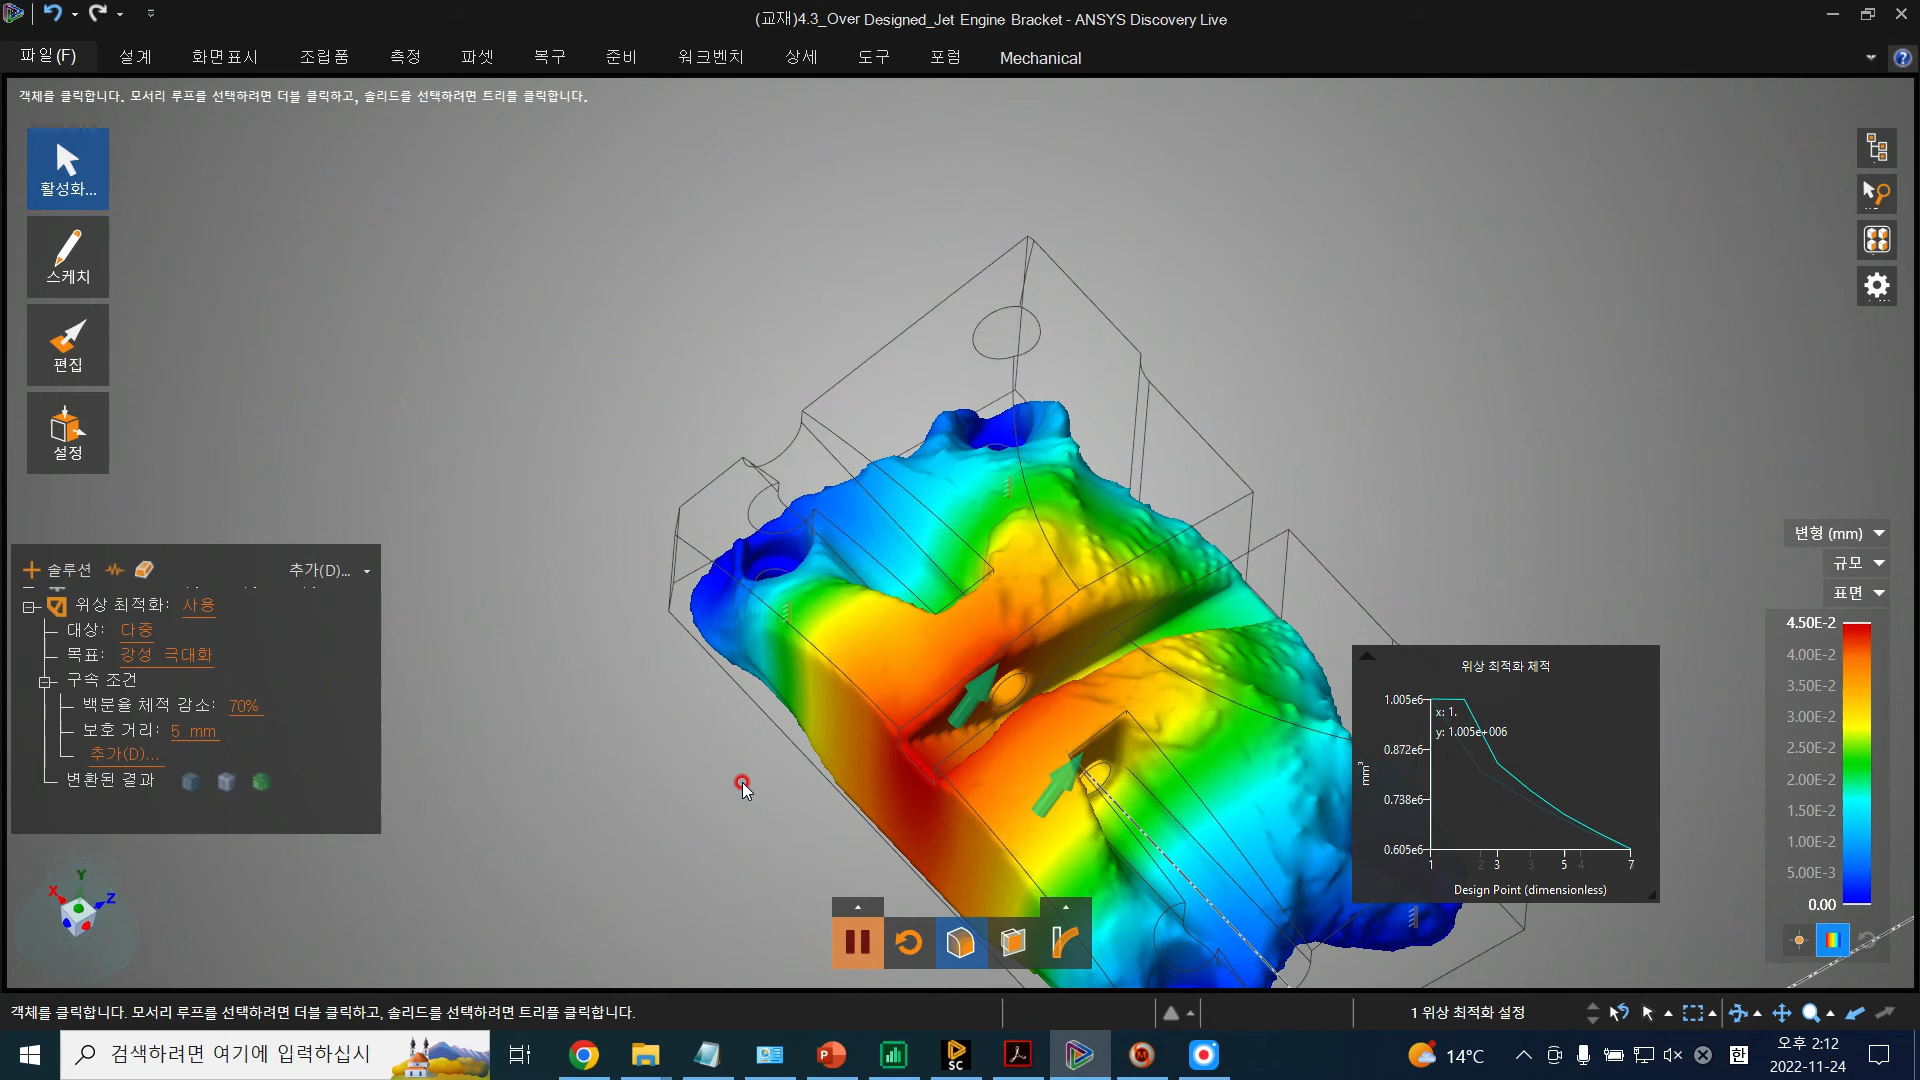 (교재)4.3_Over Designed_Jet Engine Bracket - ANSYS Discovery Live
파일(F) 설계 화면표시 조립품 측정 파셋 복구 준비 워크벤치 상세 도구 포럼 Mechanical
객체를 클릭합니다. 모서리 루프를 선택하려면 더블 클릭하고, 솔리드를 선택하려면 트리플 클릭합니다.
활성화...
스케치
편집
설정
솔루션 추가(D)...
위상 최적화: 사용
대상: 다중
목표: 강성 극대화
구속 조건
백분율 체적 감소: 70%
보호 거리: 5 mm
추가(D)...
변환된 결과
Y
X
Z
변형 (mm)
규모
표면
4.50E-2
4.00E-2
3.50E-2
3.00E-2
2.50E-2
2.00E-2
1.50E-2
1.00E-2
5.00E-3
0.00
위상 최적화 체적
1.005e6
x: 1.
y: 1.005e+006
0.872e6
mm³
0.738e6
0.605e6
1 2 3 3 5 4 7
Design Point (dimensionless)
객체를 클릭합니다. 모서리 루프를 선택하려면 더블 클릭하고, 솔리드를 선택하려면 트리플 클릭합니다.
1 위상 최적화 설정
검색하려면 여기에 입력하십시
SC
14°C
한
오후 2:12
2022-11-24